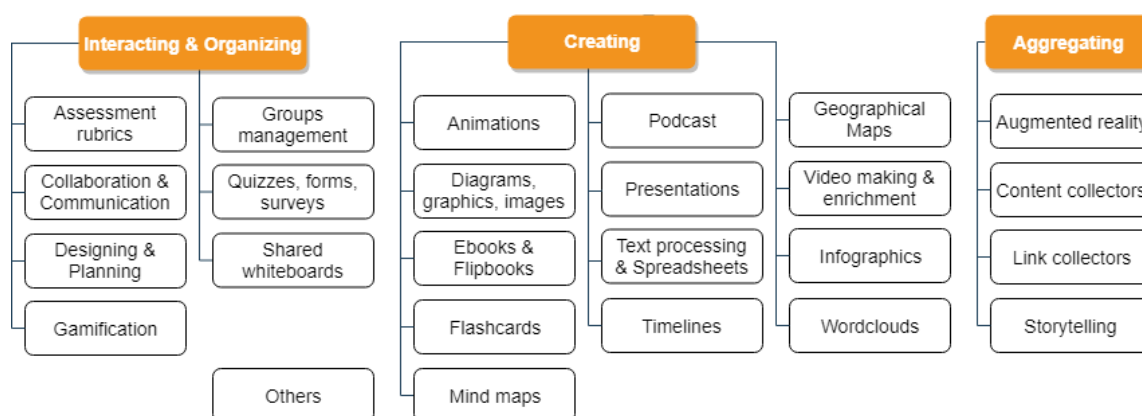 Interacting & Organizing
Assessment
rubrics
Collaboration &
Communication
Designing &
Planning
Gamification
Groups
management
Quizzes, forms,
surveys
Shared
whiteboards
Others
Creating
Animations
Diagrams,
graphics, images
Ebooks &
Flipbooks
Flashcards
Mind maps
Podcast
Presentations
Text processing
& Spreadsheets
Timelines
Geographical
Maps
Video making &
enrichment
Infographics
Wordclouds
Aggregating
Augmented reality
Content collectors
Link collectors
Storytelling